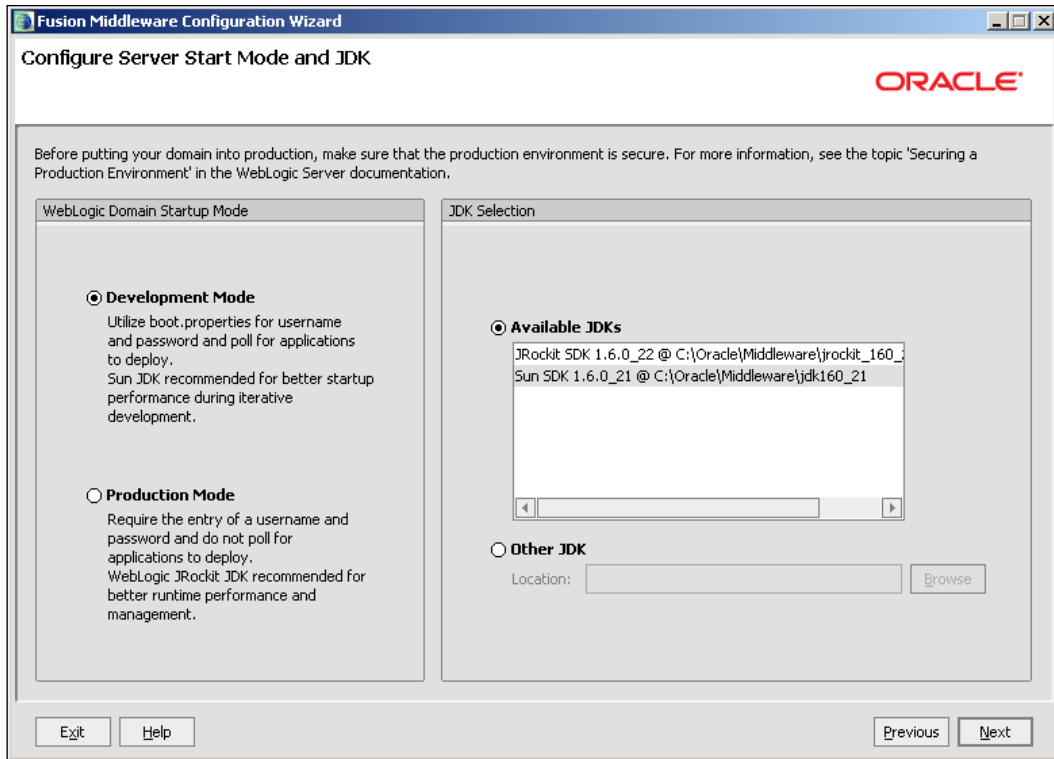 Fusion Middleware Configuration Wizard
Configure Server Start Mode and JDK
ORACLE
Before putting your domain into production, make sure that the production environment is secure. For more information, see the topic 'Securing a
Production Environment' in the WebLogic Server documentation.
WebLogic Domain Startup Mode
Development Mode
Utilize boot.properties for username
and password and poll for applications
to deploy.
Sun JDK recommended for better startup
performance during iterative
development.
Production Mode
Require the entry of a username and
password and do not poll for
applications to deploy.
WebLogic JRockit JDK recommended for
better runtime performance and
management.
JDK Selection
Available JDKs
JRockit SDK 1.6.0_22 @ C:\Oracle\Middleware\jrockit_160_
Sun SDK 1.6.0_21 @ C:\Oracle\Middleware\jdk160_21
Other JDK
Location:
Browse
Exit
Help
Previous
Next